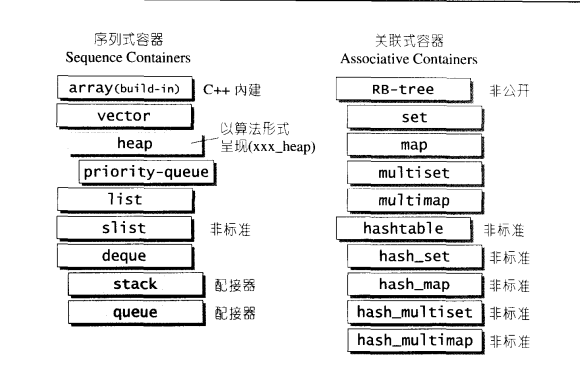 序列式容器
Sequence Containers
array(build-in) C++ 内建
vector
heap
以算法形式
呈现(xxx_heap)
priority-queue
list
slist 非标准
deque
stack 配接器
queue 配接器
关联式容器
Associative Containers
RB-tree 非公开
set
map
multiset
multimap
hashtable 非标准
hash_set 非标准
hash_map 非标准
hash_multiset 非标准
hash_multimap 非标准